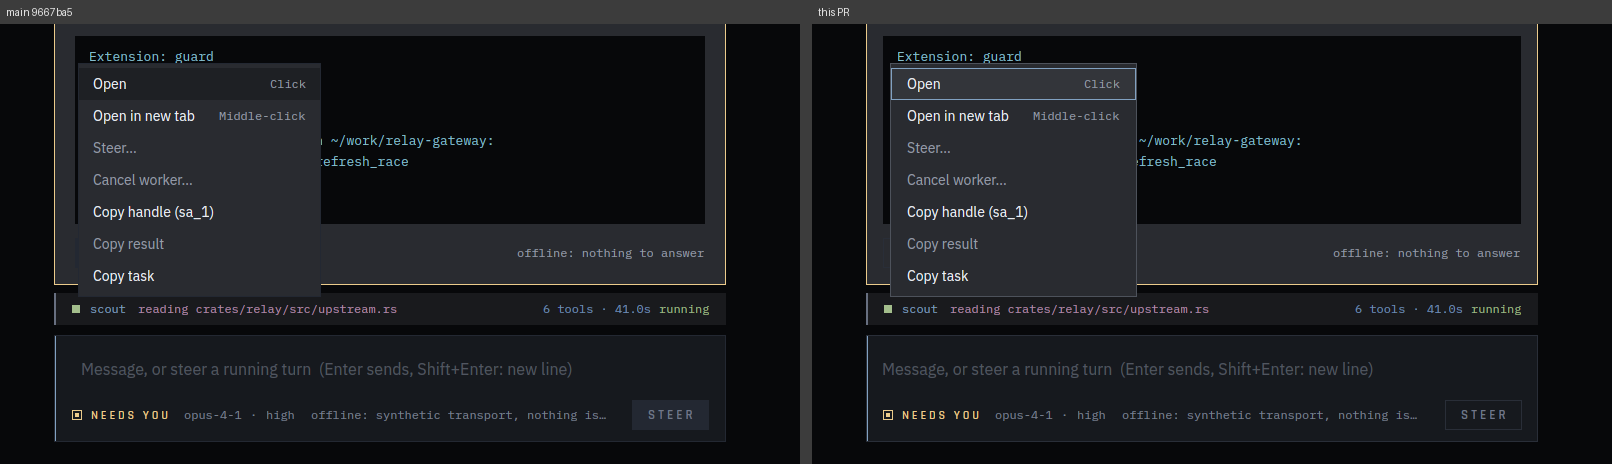 main 9667ba5
Extension: guard
Open Click
Open in new tab Middle-click
~/work/relay-gateway:
Steer...
efresh_race
Cancel worker...
Copy handle (sa_1)
Copy result
offline: nothing to answer
Copy task
scout reading crates/relay/src/upstream.rs 6 tools · 41.0s running
Message, or steer a running turn (Enter sends, Shift+Enter: new line)
NEEDS YOU opus-4-1 · high offline: synthetic transport, nothing is… STEER
this PR
Extension: guard
Open Click
Open in new tab Middle-click
~/work/relay-gateway:
Steer...
efresh_race
Cancel worker...
Copy handle (sa_1)
Copy result
offline: nothing to answer
Copy task
scout reading crates/relay/src/upstream.rs 6 tools · 41.0s running
Message, or steer a running turn (Enter sends, Shift+Enter: new line)
NEEDS YOU opus-4-1 · high offline: synthetic transport, nothing is… STEER